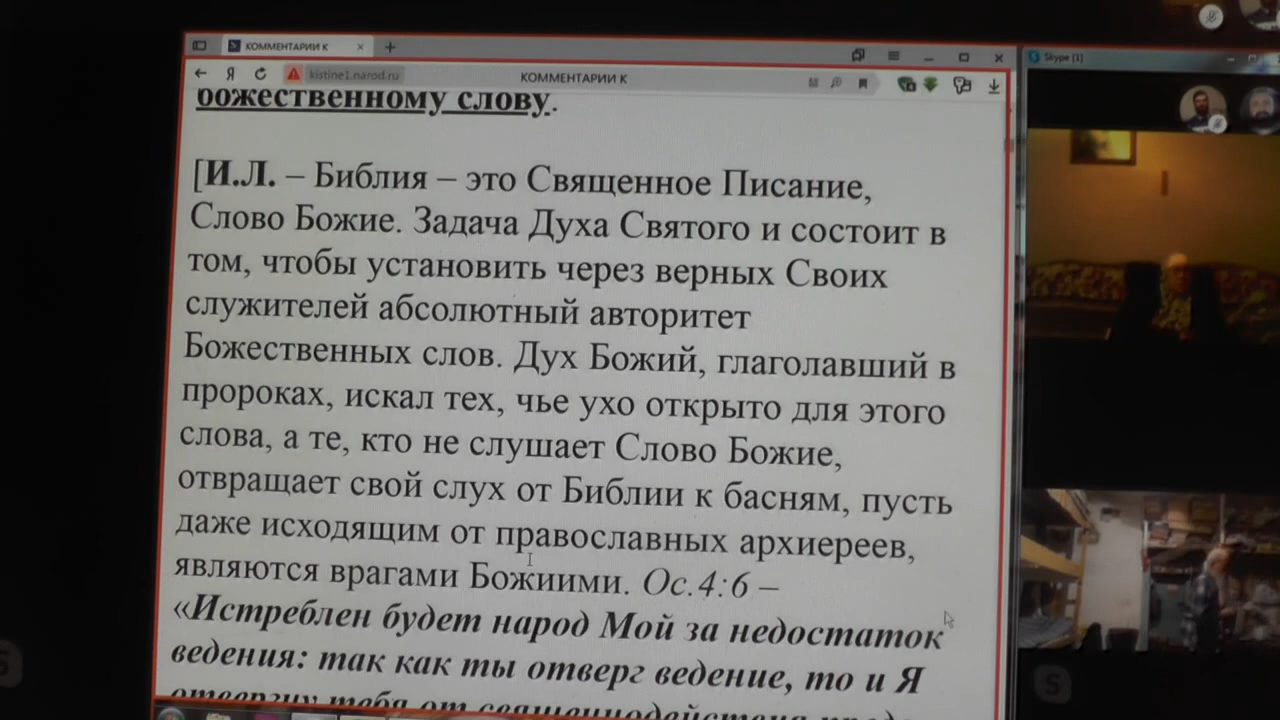 КОММЕНТАРИИ К
kistine1.narod.ru
КОММЕНТАРИИ К
Skype [1]
божественному слову.
[И.Л. – Библия – это Священное Писание,
Слово Божие. Задача Духа Святого и состоит в
том, чтобы установить через верных Своих
служителей абсолютный авторитет
Божественных слов. Дух Божий, глаголавший в
пророках, искал тех, чье ухо открыто для этого
слова, а те, кто не слушает Слово Божие,
отвращает свой слух от Библии к басням, пусть
даже исходящим от православных архиереев,
являются врагами Божиими. Ос.4:6 –
«Истреблен будет народ Мой за недостаток
ведения: так как ты отверг ведение, то и Я
отвергну тебя от священнодействия